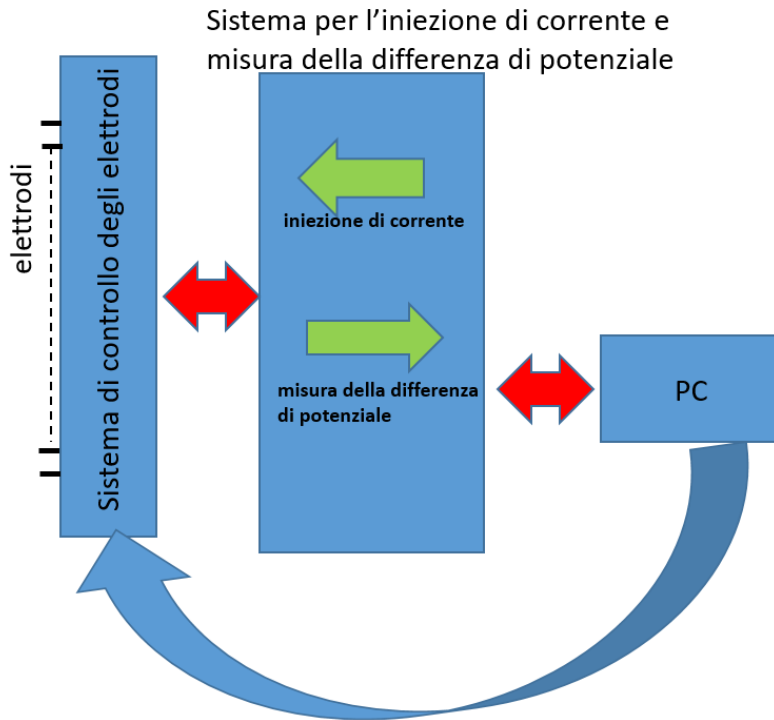 Sistema per l’iniezione di corrente e
misura della differenza di potenziale
elettrodi
Sistema di controllo degli elettrodi
iniezione di corrente
misura della differenza
di potenziale
PC